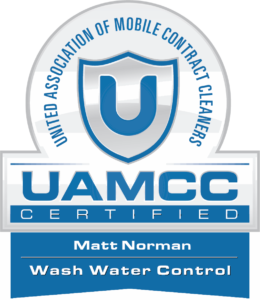 UNITED ASSOCIATION OF MOBILE CONTRACT CLEANERS
U
UAMCC
CERTIFIED
Matt Norman
Wash Water Control